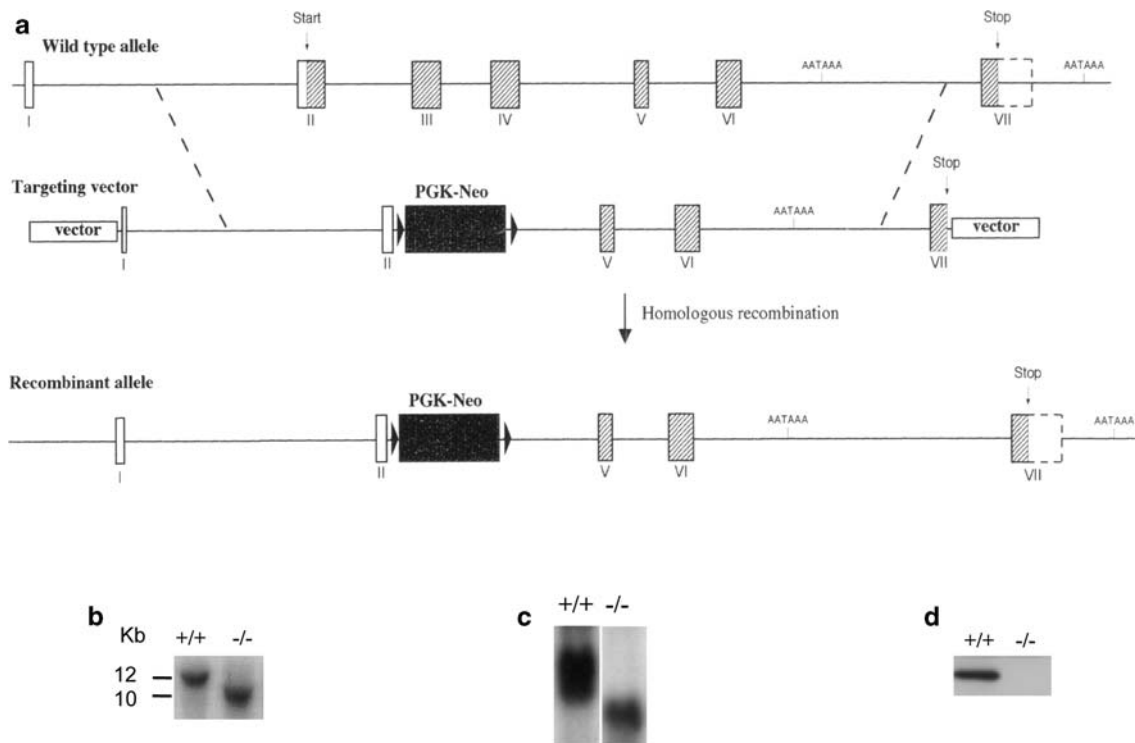 a
Start
Stop
Wild type allele
AATAAA
AATAAA
I
II
III
IV
V
VI
VII
Stop
Targeting vector
PGK-Neo
AATAAA
vector
vector
I
II
V
VI
VII
Homologous recombination
Stop
Recombinant allele
PGK-Neo
AATAAA
AATAAA
I
II
V
VI
VII
b
Kb +/+ -/-
12
10
c
+/+ -/-
d
+/+ -/-